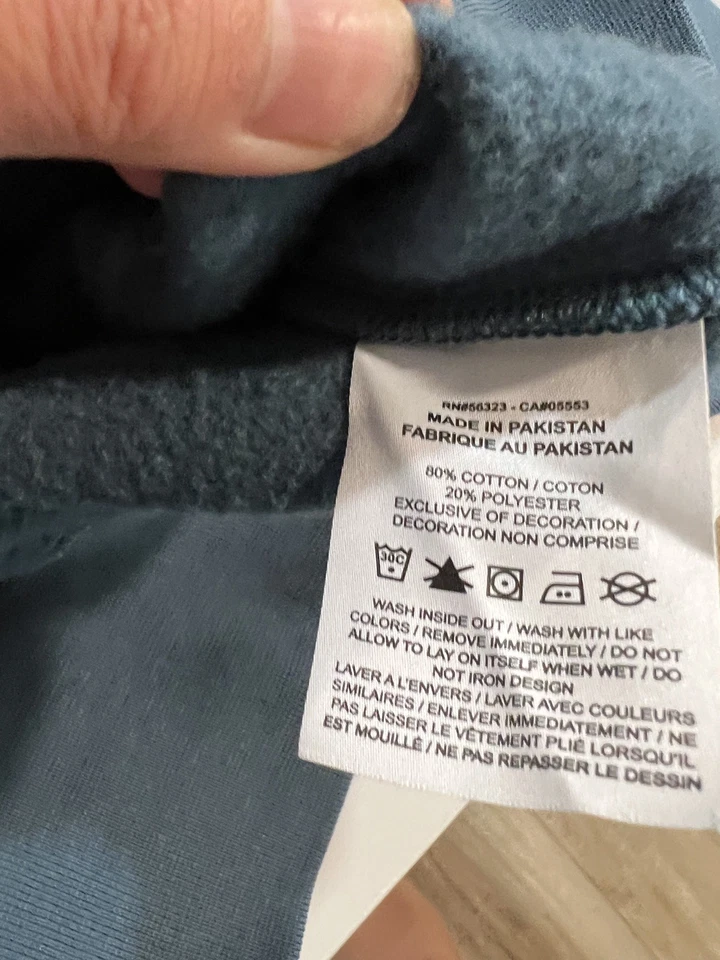 RN#56323 - CA#05553
MADE IN PAKISTAN
FABRIQUE AU PAKISTAN
80% COTTON / COTON
20% POLYESTER
EXCLUSIVE OF DECORATION /
DECORATION NON COMPRISE
30C
WASH INSIDE OUT / WASH WITH LIKE
COLORS / REMOVE IMMEDIATELY / DO NOT
ALLOW TO LAY ON ITSELF WHEN WET / DO
NOT IRON DESIGN
LAVER A L'ENVERS / LAVER AVEC COULEURS
SIMILAIRES / ENLEVER IMMEDIATEMENT / NE
PAS LAISSER LE VÊTEMENT PLIÉ LORSQU'IL
EST MOUILLÉ / NE PAS REPASSER LE DESSIN